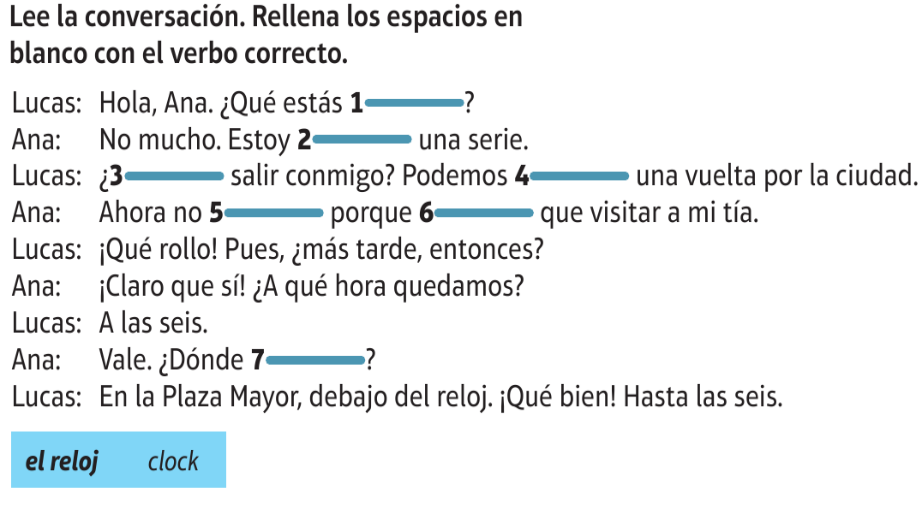 Lee la conversación. Rellena los espacios en
blanco con el verbo correcto.
Lucas: Hola, Ana. ¿Qué estás 1 ?
Ana: No mucho. Estoy 2 una serie.
Lucas: ¿3 salir conmigo? Podemos 4 una vuelta por la ciudad.
Ana: Ahora no 5 porque 6 que visitar a mi tía.
Lucas: ¡Qué rollo! Pues, ¿más tarde, entonces?
Ana: ¡Claro que sí! ¿A qué hora quedamos?
Lucas: A las seis.
Ana: Vale. ¿Dónde 7 ?
Lucas: En la Plaza Mayor, debajo del reloj. ¡Qué bien! Hasta las seis.
el reloj clock